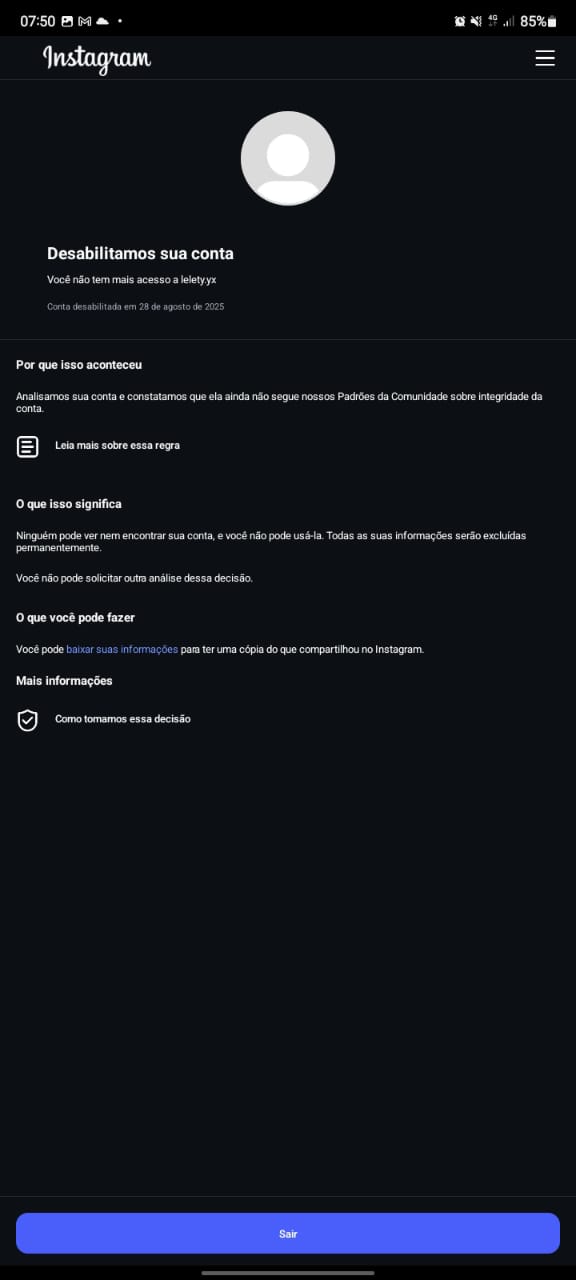 07:50
4G
85%
Instagram
Desabilitamos sua conta
Você não tem mais acesso a lelety.yx
Conta desabilitada em 28 de agosto de 2025
Por que isso aconteceu
Analisamos sua conta e constatamos que ela ainda não segue nossos Padrões da Comunidade sobre integridade da
conta.
Leia mais sobre essa regra
O que isso significa
Ninguém pode ver nem encontrar sua conta, e você não pode usá-la. Todas as suas informações serão excluídas
permanentemente.
Você não pode solicitar outra análise dessa decisão.
O que você pode fazer
Você pode baixar suas informações para ter uma cópia do que compartilhou no Instagram.
Mais informações
Como tomamos essa decisão
Sair